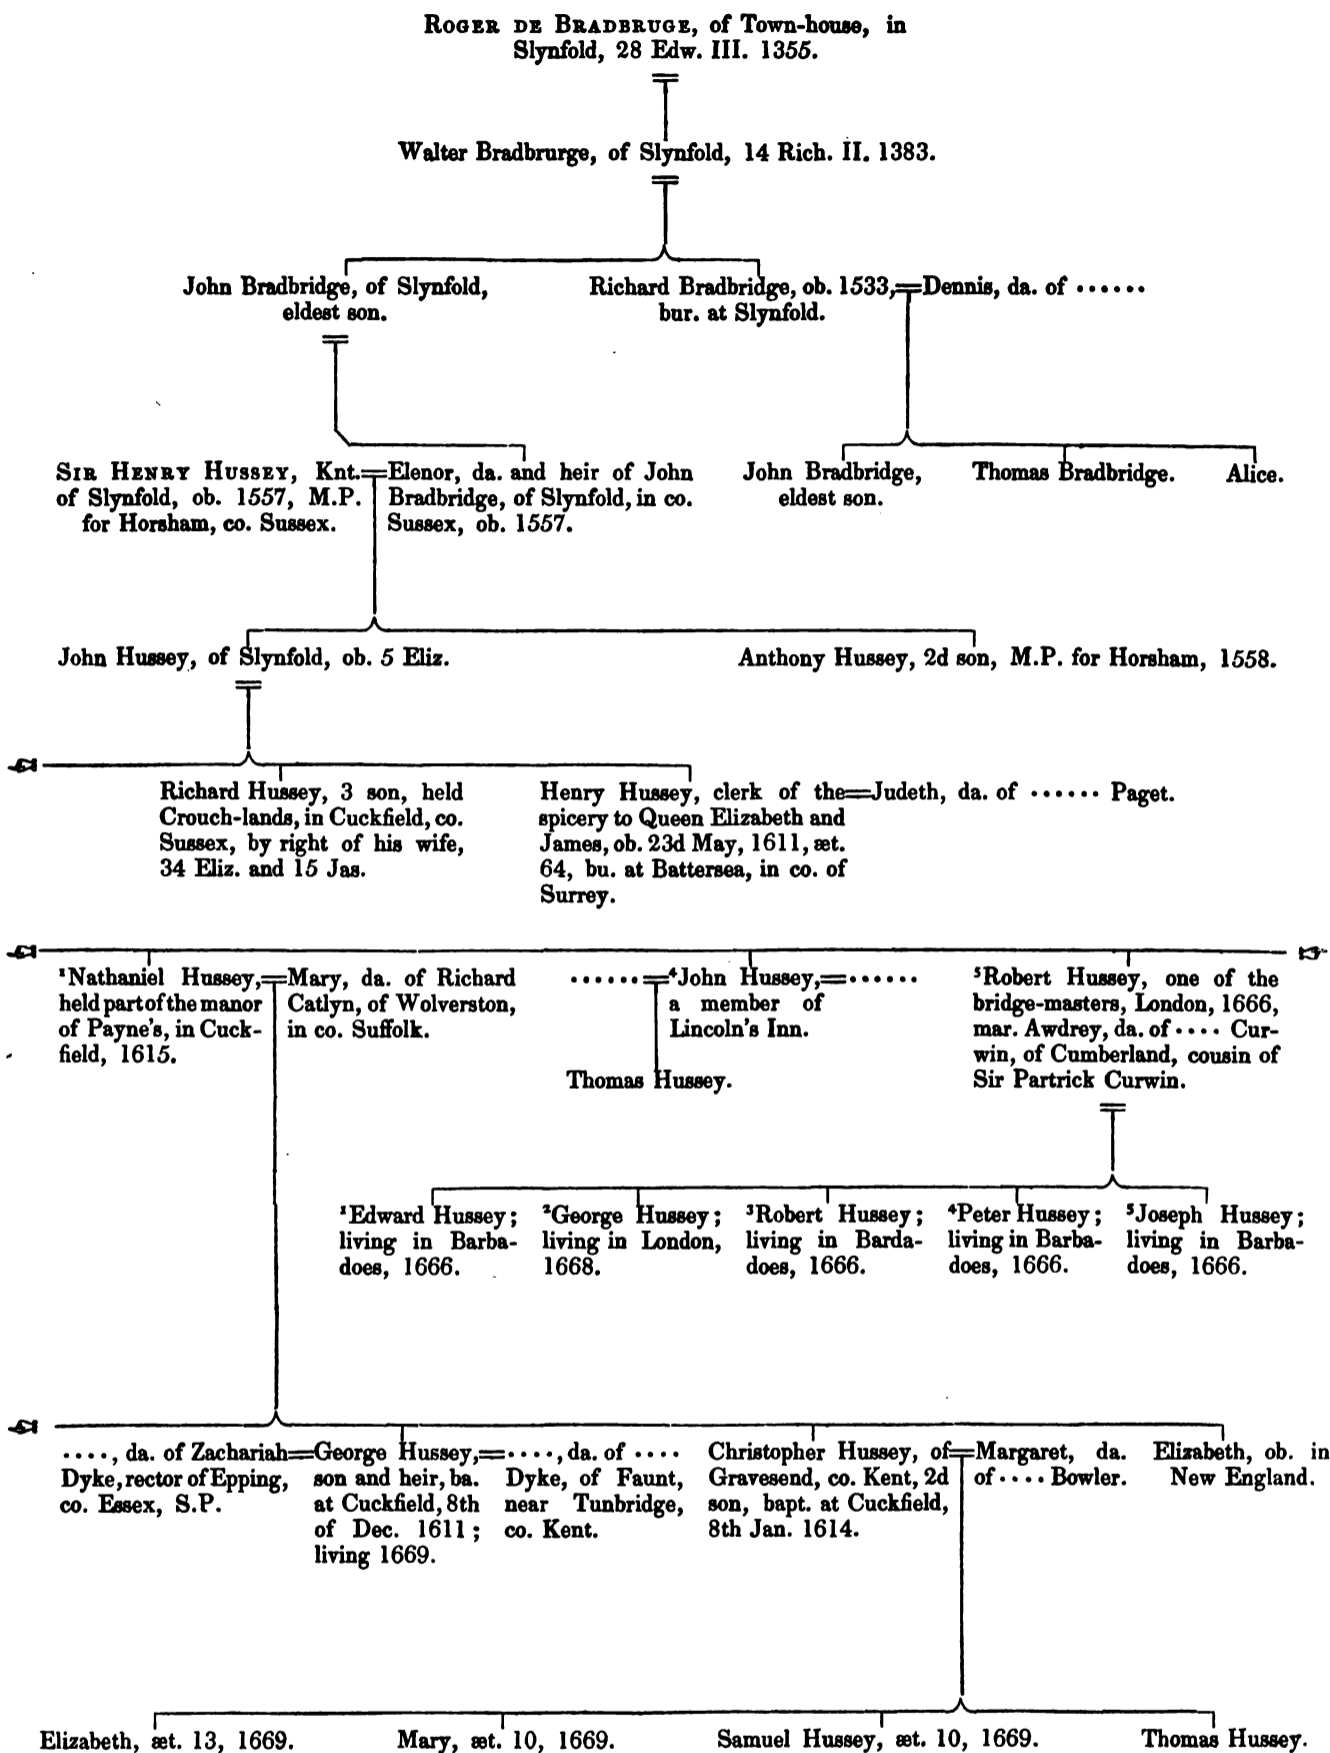 ROGER DE BRADBRUGE, of Town-house, in
Slynfold, 28 Edw. III. 1355.
Walter Bradbrurge, of Slynfold, 14 Rich. II. 1383.
John Bradbridge, of Slynfold,
eldest son.
Richard Bradbridge, ob. 1533,=Dennis, da. of ······
bur. at Slynfold.
SIR HENRY HUSSEY, Knt.=Elenor, da. and heir of John
of Slynfold, ob. 1557, M.P. Bradbridge, of Slynfold, in co.
for Horsham, co. Sussex. Sussex, ob. 1557.
John Bradbridge,
eldest son.
Thomas Bradbridge.
Alice.
John Hussey, of Slynfold, ob. 5 Eliz.
Anthony Hussey, 2d son, M.P. for Horsham, 1558.
Richard Hussey, 3 son, held
Crouch-lands, in Cuckfield, co.
Sussex, by right of his wife,
34 Eliz. and 15 Jas.
Henry Hussey, clerk of the=Judeth, da. of ······ Paget.
spicery to Queen Elizabeth and
James, ob. 23d May, 1611, æt.
64, bu. at Battersea, in co. of
Surrey.
¹Nathaniel Hussey,=
held part of the manor
of Payne's, in Cuck-
field, 1615.
Mary, da. of Richard
Catlyn, of Wolverston,
in co. Suffolk.
······=⁴John Hussey,=······
a member of
Lincoln's Inn.
Thomas Hussey.
⁵Robert Hussey, one of the
bridge-masters, London, 1666,
mar. Awdrey, da. of ···· Cur-
win, of Cumberland, cousin of
Sir Partrick Curwin.
¹Edward Hussey;
living in Barba-
does, 1666.
²George Hussey;
living in London,
1668.
³Robert Hussey;
living in Barda-
does, 1666.
⁴Peter Hussey;
living in Barba-
does, 1666.
⁵Joseph Hussey;
living in Barba-
does, 1666.
····, da. of Zachariah=
Dyke, rector of Epping,
co. Essex, S.P.
George Hussey,=
son and heir, ba.
at Cuckfield, 8th
of Dec. 1611;
living 1669.
····, da. of ····
Dyke, of Faunt,
near Tunbridge,
co. Kent.
Christopher Hussey, of=
Gravesend, co. Kent, 2d
son, bapt. at Cuckfield,
8th Jan. 1614.
Margaret, da.
of ···· Bowler.
Elizabeth, ob. in
New England.
Elizabeth, æt. 13, 1669.
Mary, æt. 10, 1669.
Samuel Hussey, æt. 10, 1669.
Thomas Hussey.